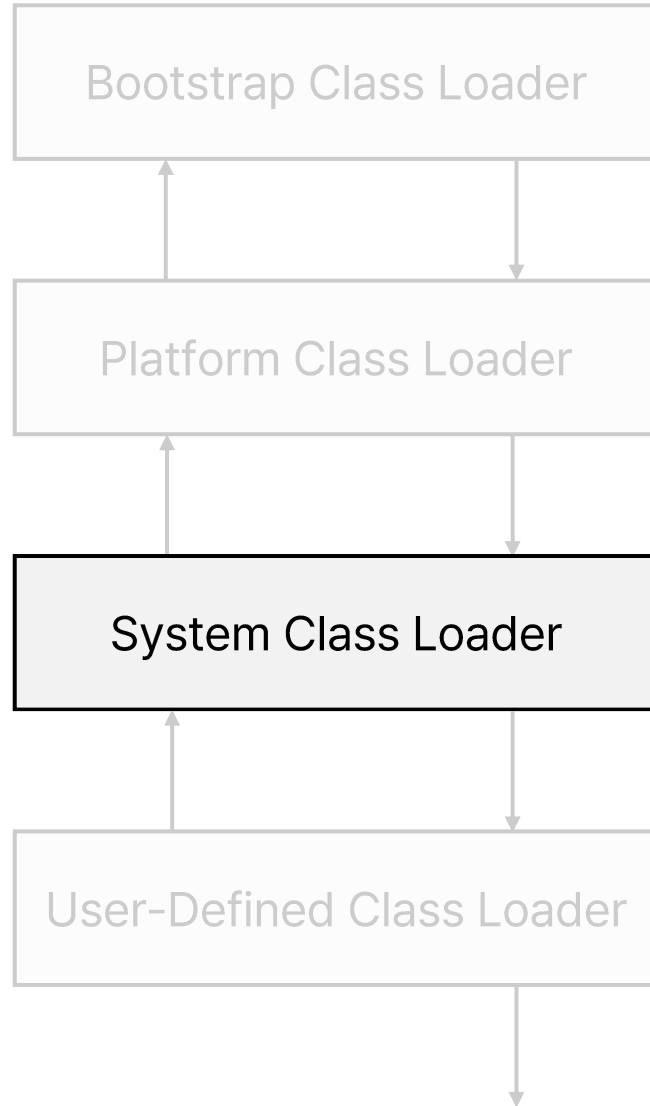 Bootstrap Class Loader
Platform Class Loader
System Class Loader
User-Defined Class Loader